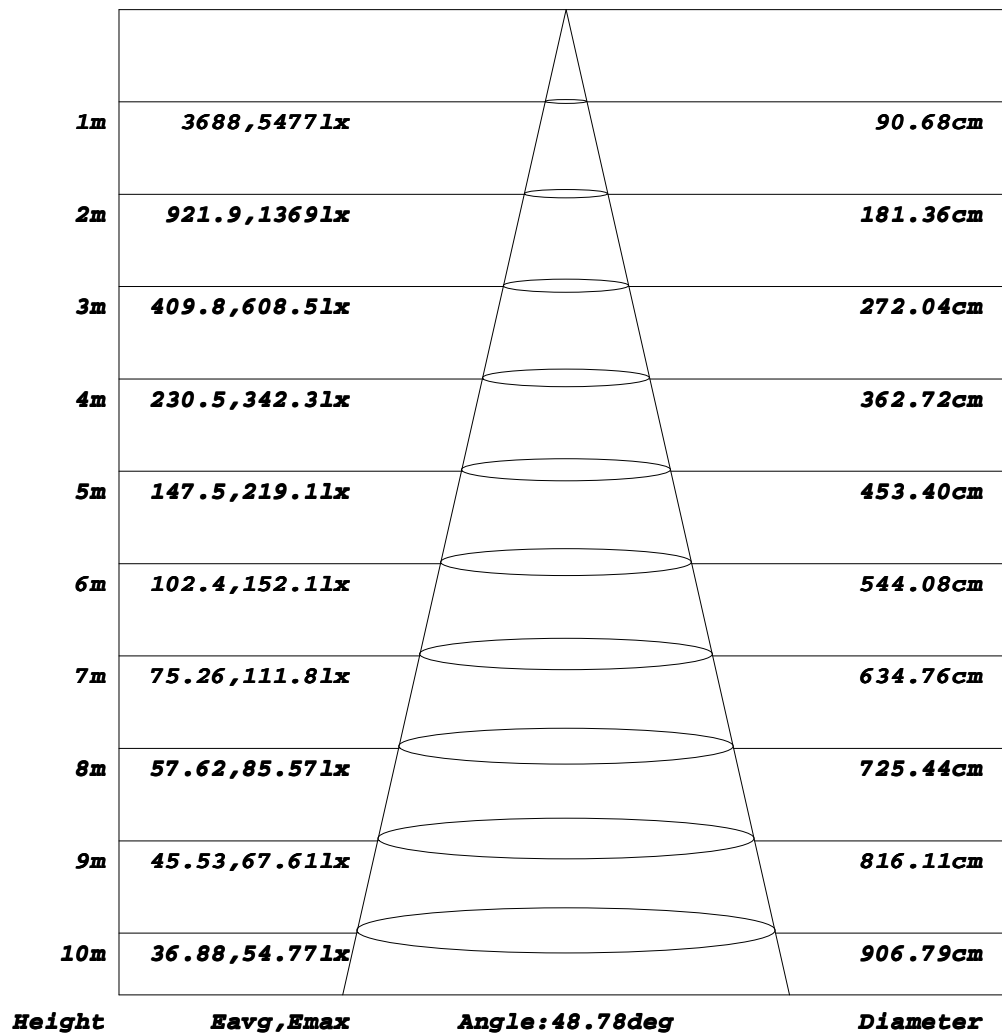 1m 3688,5477lx 90.68cm
2m 921.9,1369lx 181.36cm
3m 409.8,608.5lx 272.04cm
4m 230.5,342.3lx 362.72cm
5m 147.5,219.1lx 453.40cm
6m 102.4,152.1lx 544.08cm
7m 75.26,111.8lx 634.76cm
8m 57.62,85.57lx 725.44cm
9m 45.53,67.61lx 816.11cm
10m 36.88,54.77lx 906.79cm
Height Eavg,Emax Angle:48.78deg Diameter